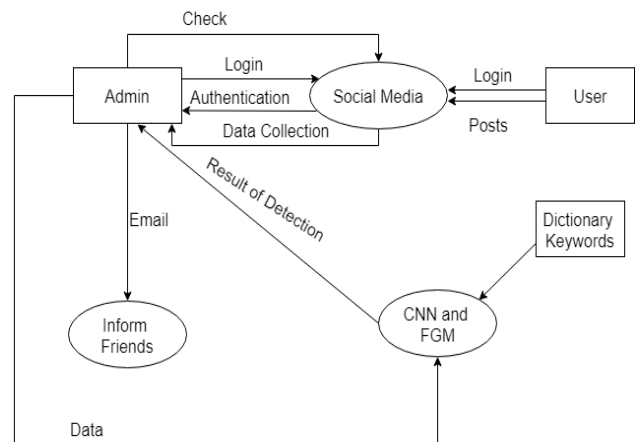 Check
Login
Login
Admin
Authentication
Social Media
User
Data Collection
Posts
Result of Detection
Email
Dictionary
Keywords
Inform
Friends
CNN and
FGM
Data